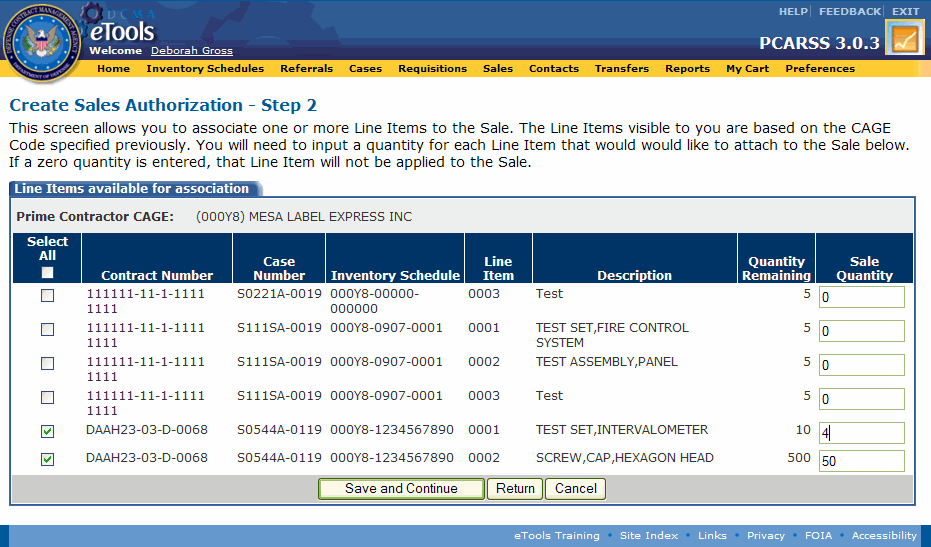 HELP | FEEDBACK | EXIT
DCMA
eTools
Welcome Deborah Gross
PCARSS 3.0.3
Home Inventory Schedules Referrals Cases Requisitions Sales Contacts Transfers Reports My Cart Preferences
Create Sales Authorization - Step 2
This screen allows you to associate one or more Line Items to the Sale. The Line Items visible to you are based on the CAGE
Code specified previously. You will need to input a quantity for each Line Item that would would like to attach to the Sale below.
If a zero quantity is entered, that Line Item will not be applied to the Sale.
Line Items available for association
Prime Contractor CAGE: (000Y8) MESA LABEL EXPRESS INC
Select All Contract Number Case Number Inventory Schedule Line Item Description Quantity Remaining Sale Quantity
111111-11-1-1111 1111 S0221A-0019 000Y8-00000-000000 0003 Test 5 0
111111-11-1-1111 1111 S111SA-0019 000Y8-0907-0001 0001 TEST SET,FIRE CONTROL SYSTEM 5 0
111111-11-1-1111 1111 S111SA-0019 000Y8-0907-0001 0002 TEST ASSEMBLY,PANEL 5 0
111111-11-1-1111 1111 S111SA-0019 000Y8-0907-0001 0003 Test 5 0
DAAH23-03-D-0068 S0544A-0119 000Y8-1234567890 0001 TEST SET,INTERVALOMETER 10 4
DAAH23-03-D-0068 S0544A-0119 000Y8-1234567890 0002 SCREW,CAP,HEXAGON HEAD 500 50
Save and Continue Return Cancel
eTools Training • Site Index • Links • Privacy • FOIA • Accessibility